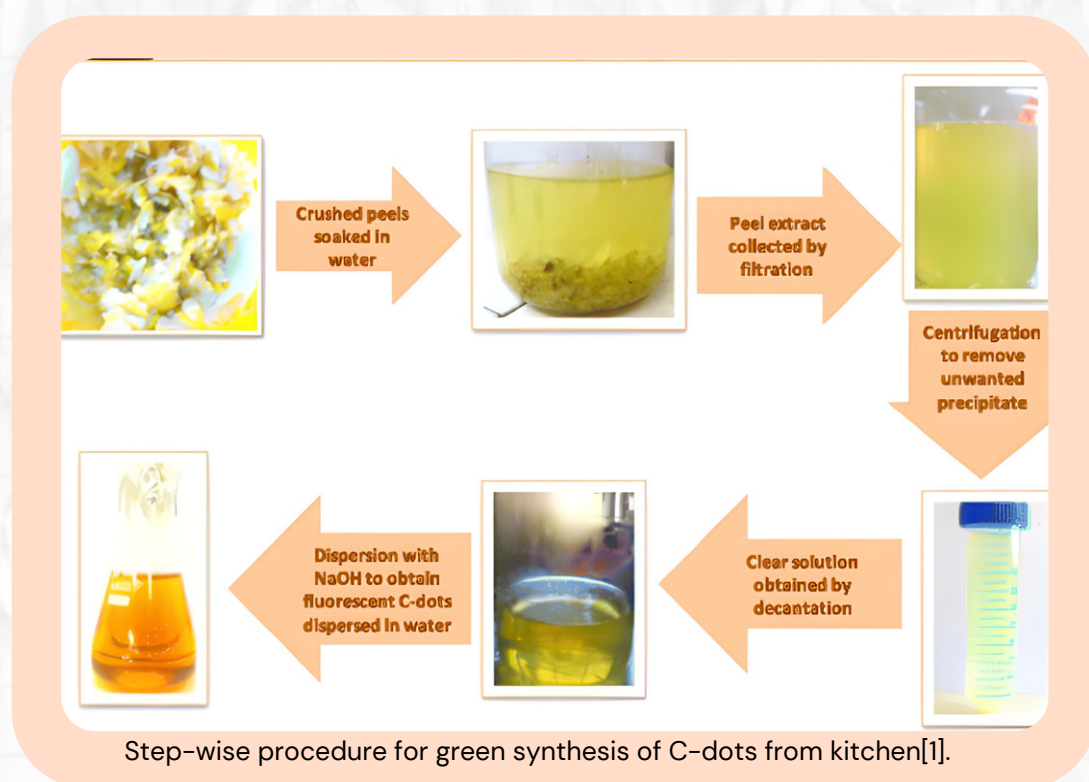 Crushed peels
soaked in
water
Peel extract
collected by
filtration
Centrifugation
to remove
unwanted
precipitate
Clear solution
obtained by
decantation
Dispersion with
NaOH to obtain
fluorescent C-dots
dispersed in water
Step-wise procedure for green synthesis of C-dots from kitchen[1].